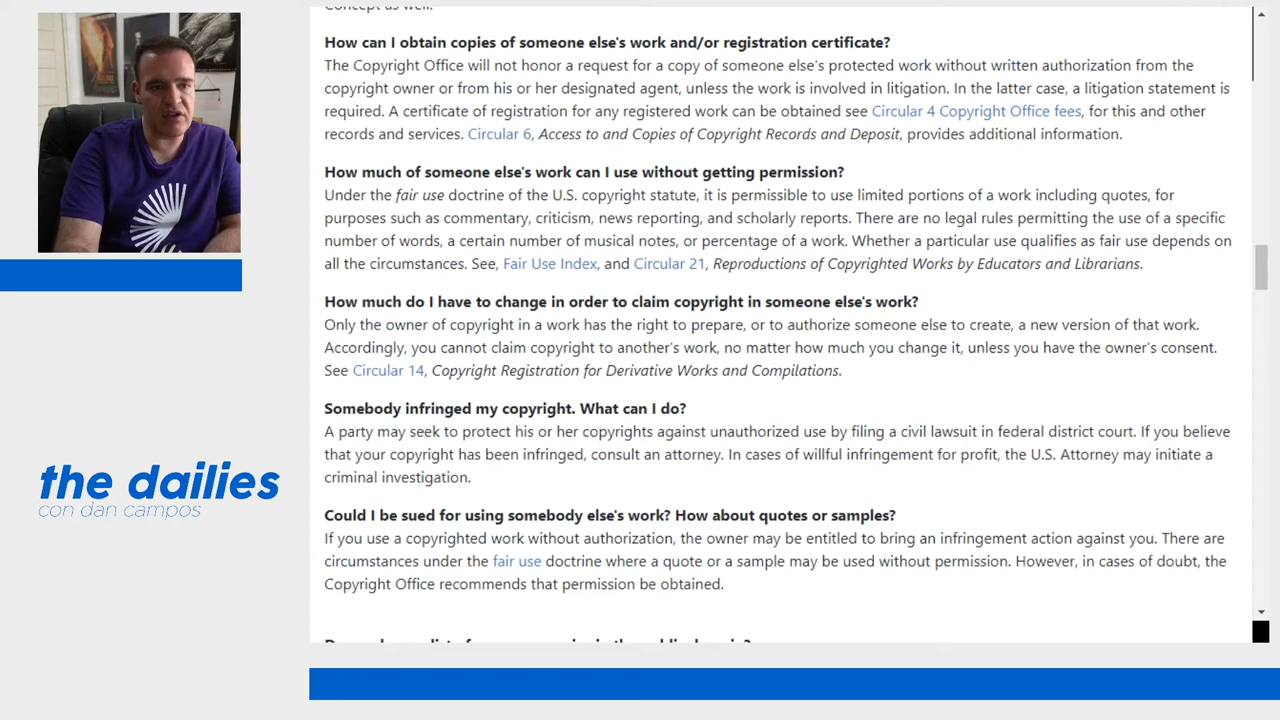 Concept as well.
How can I obtain copies of someone else's work and/or registration certificate?
The Copyright Office will not honor a request for a copy of someone else's protected work without written authorization from the
copyright owner or from his or her designated agent, unless the work is involved in litigation. In the latter case, a litigation statement is
required. A certificate of registration for any registered work can be obtained see Circular 4 Copyright Office fees, for this and other
records and services. Circular 6, Access to and Copies of Copyright Records and Deposit, provides additional information.
How much of someone else's work can I use without getting permission?
Under the fair use doctrine of the U.S. copyright statute, it is permissible to use limited portions of a work including quotes, for
purposes such as commentary, criticism, news reporting, and scholarly reports. There are no legal rules permitting the use of a specific
number of words, a certain number of musical notes, or percentage of a work. Whether a particular use qualifies as fair use depends on
all the circumstances. See, Fair Use Index, and Circular 21, Reproductions of Copyrighted Works by Educators and Librarians.
How much do I have to change in order to claim copyright in someone else's work?
Only the owner of copyright in a work has the right to prepare, or to authorize someone else to create, a new version of that work.
Accordingly, you cannot claim copyright to another's work, no matter how much you change it, unless you have the owner's consent.
See Circular 14, Copyright Registration for Derivative Works and Compilations.
Somebody infringed my copyright. What can I do?
A party may seek to protect his or her copyrights against unauthorized use by filing a civil lawsuit in federal district court. If you believe
that your copyright has been infringed, consult an attorney. In cases of willful infringement for profit, the U.S. Attorney may initiate a
criminal investigation.
the dailies
con dan campos
Could I be sued for using somebody else's work? How about quotes or samples?
If you use a copyrighted work without authorization, the owner may be entitled to bring an infringement action against you. There are
circumstances under the fair use doctrine where a quote or a sample may be used without permission. However, in cases of doubt, the
Copyright Office recommends that permission be obtained.